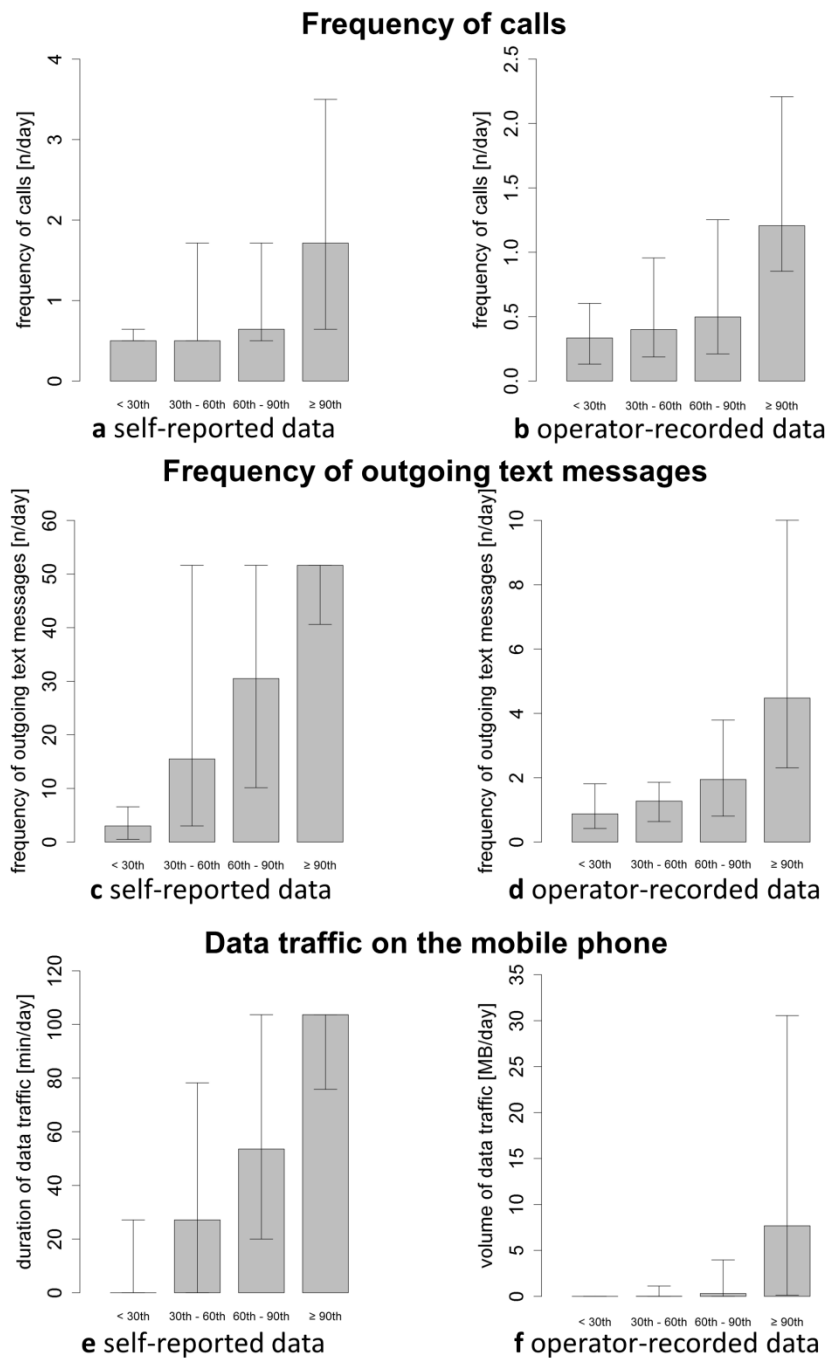 Frequency of calls
frequency of calls [n/day]
0 1 2 3 4
< 30th 30th - 60th 60th - 90th ≥ 90th
a self-reported data
frequency of calls [n/day]
0.0 0.5 1.0 1.5 2.0 2.5
< 30th 30th - 60th 60th - 90th ≥ 90th
b operator-recorded data
Frequency of outgoing text messages
frequency of outgoing text messages [n/day]
0 10 20 30 40 50 60
< 30th 30th - 60th 60th - 90th ≥ 90th
c self-reported data
frequency of outgoing text messages [n/day]
0 2 4 6 8 10
< 30th 30th - 60th 60th - 90th ≥ 90th
d operator-recorded data
Data traffic on the mobile phone
duration of data traffic [min/day]
0 20 40 60 80 100 120
< 30th 30th - 60th 60th - 90th ≥ 90th
e self-reported data
volume of data traffic [MB/day]
0 5 10 15 20 25 30 35
< 30th 30th - 60th 60th - 90th ≥ 90th
f operator-recorded data